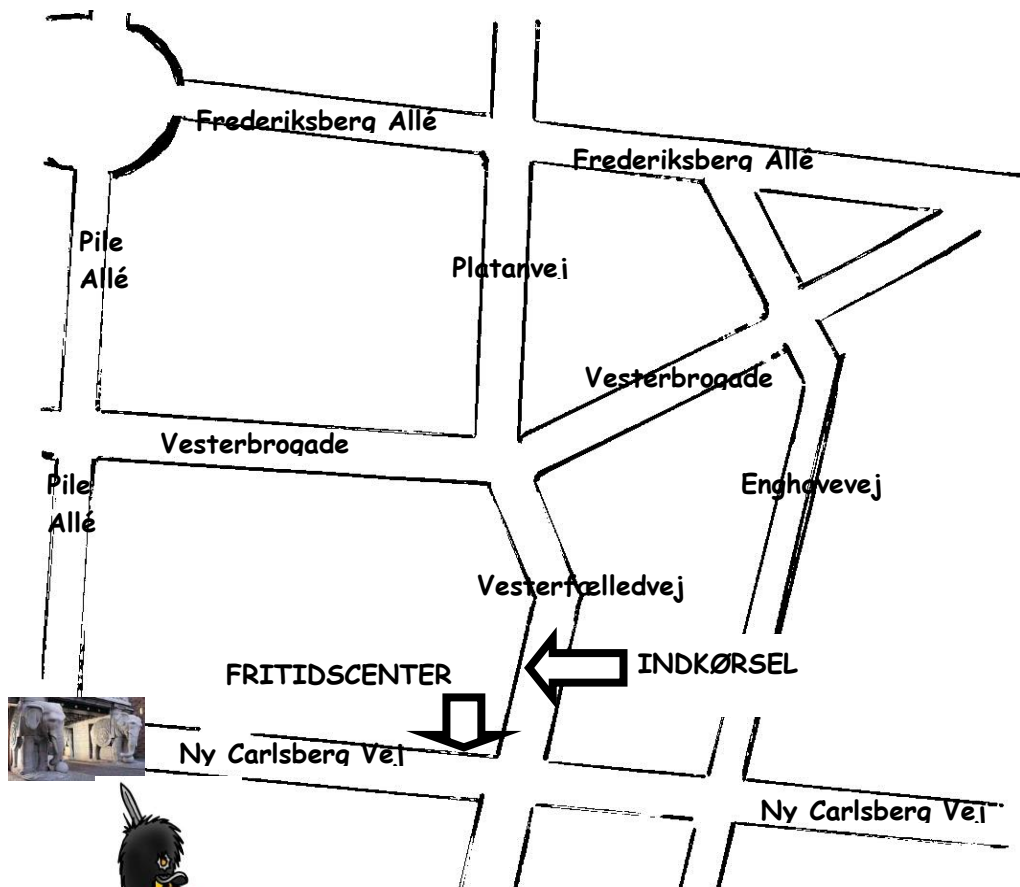 Frederiksberg Allé
Frederiksberg Allé
Pile
Allé
Platanvej
Vesterbrogade
Vesterbrogade
Pile
Allé
Enghavevej
Vesterfælledvej
FRITIDSCENTER
INDKØRSEL
Ny Carlsberg Vej
Ny Carlsberg Vej